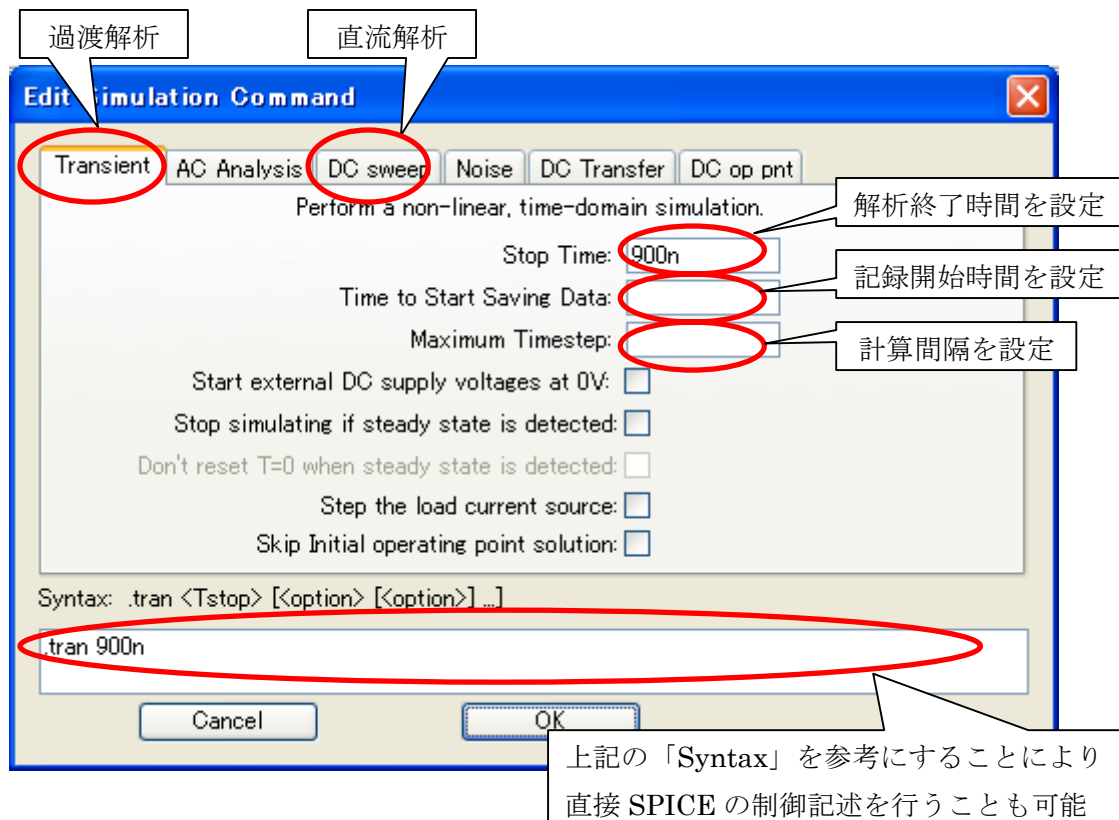 過渡解析
直流解析
Edit Simulation Command
Transient
AC Analysis
DC sweep
Noise
DC Transfer
DC op pnt
Perform a non-linear, time-domain simulation.
解析終了時間を設定
Stop Time: 900n
記録開始時間を設定
Time to Start Saving Data:
Maximum Timestep:
計算間隔を設定
Start external DC supply voltages at 0V:
Stop simulating if steady state is detected:
Don't reset T=0 when steady state is detected:
Step the load current source:
Skip Initial operating point solution:
Syntax: .tran <Tstop> [<option> [<option>] ...]
.tran 900n
Cancel
OK
上記の「Syntax」を参考にすることにより
直接 SPICE の制御記述を行うことも可能